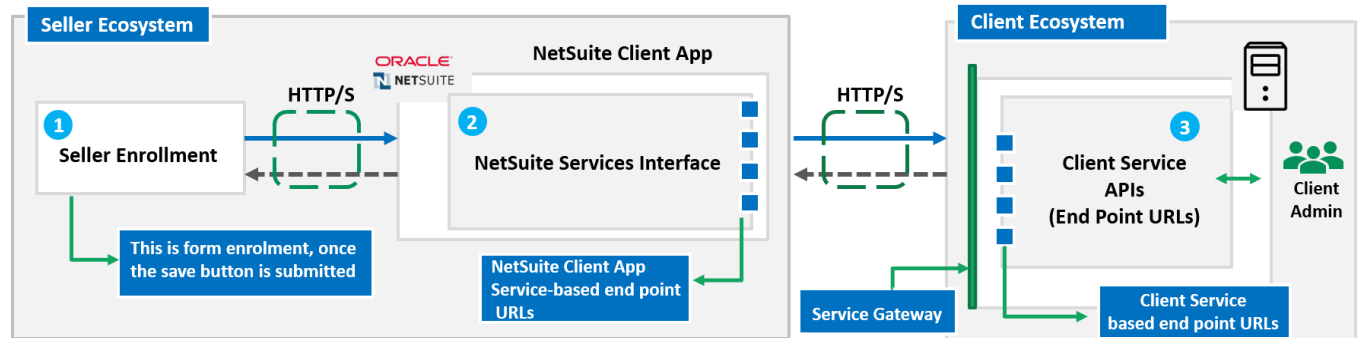 Seller Ecosystem
Client Ecosystem
NetSuite Client App
ORACLE
NETSUITE
HTTP/S
HTTP/S
1
Seller Enrollment
2
NetSuite Services Interface
3
Client Service
APIs
(End Point URLs)
Client
Admin
This is form enrolment, once
the save button is submitted
NetSuite Client App
Service-based end point
URLs
Service Gateway
Client Service
based end point URLs